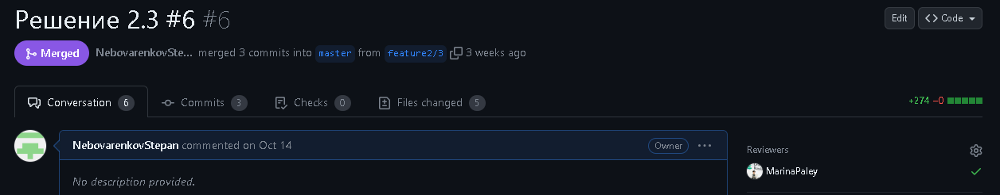 Решение 2.3 #6 #6
Edit
Code
Merged NebovarenkovSte... merged 3 commits into master from feature2/3 3 weeks ago
Conversation 6 Commits 3 Checks 0 Files changed 5
+274 −0
NebovarenkovStepan commented on Oct 14
Owner
No description provided.
Reviewers
MarinaPaley